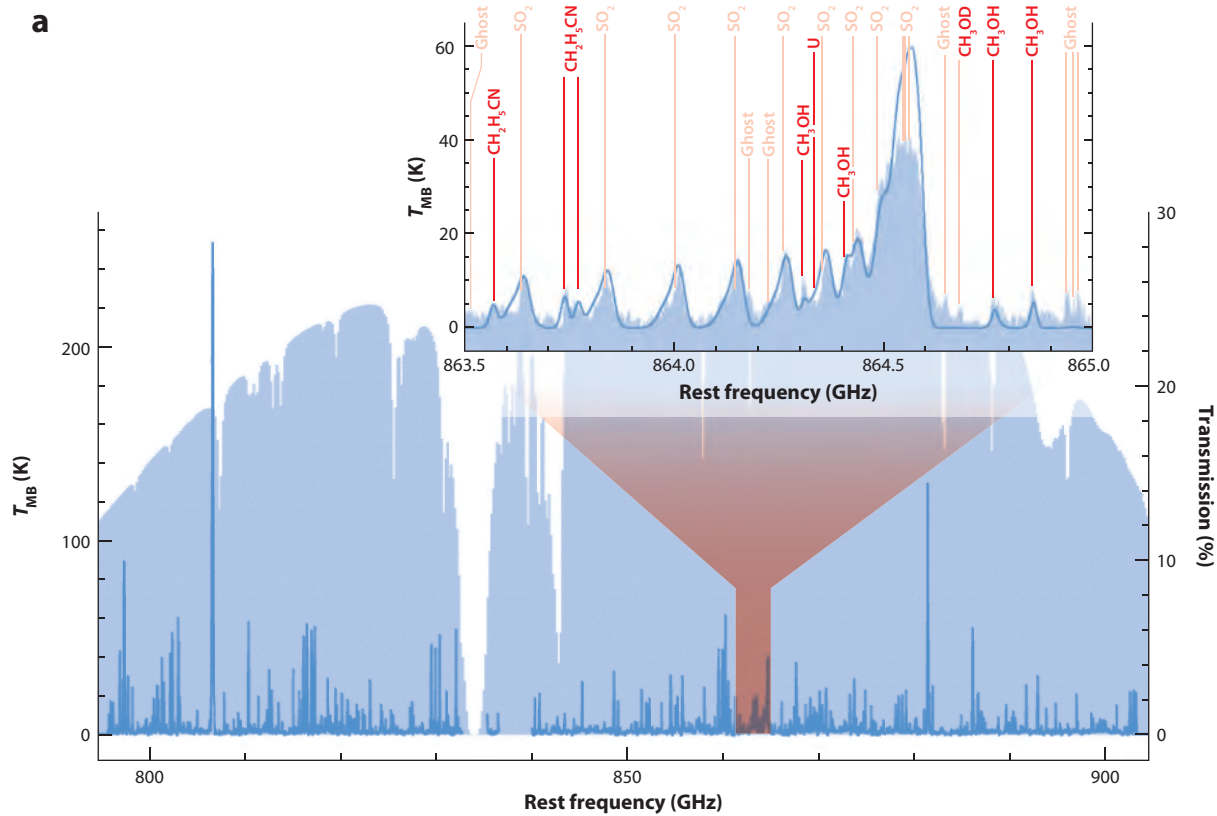 a
Ghost
SO₂
CH₂H₅CN
CH₂H₅CN
SO₂
SO₂
SO₂
Ghost
Ghost
SO₂
CH₃OH
U
SO₂
CH₃OH
SO₂
SO₂
SO₂
Ghost
CH₃OD
CH₃OH
CH₃OH
Ghost
60
40
20
0
T_MB (K)
863.5 864.0 864.5 865.0
Rest frequency (GHz)
200
100
0
T_MB (K)
30
20
10
0
Transmission (%)
800 850 900
Rest frequency (GHz)